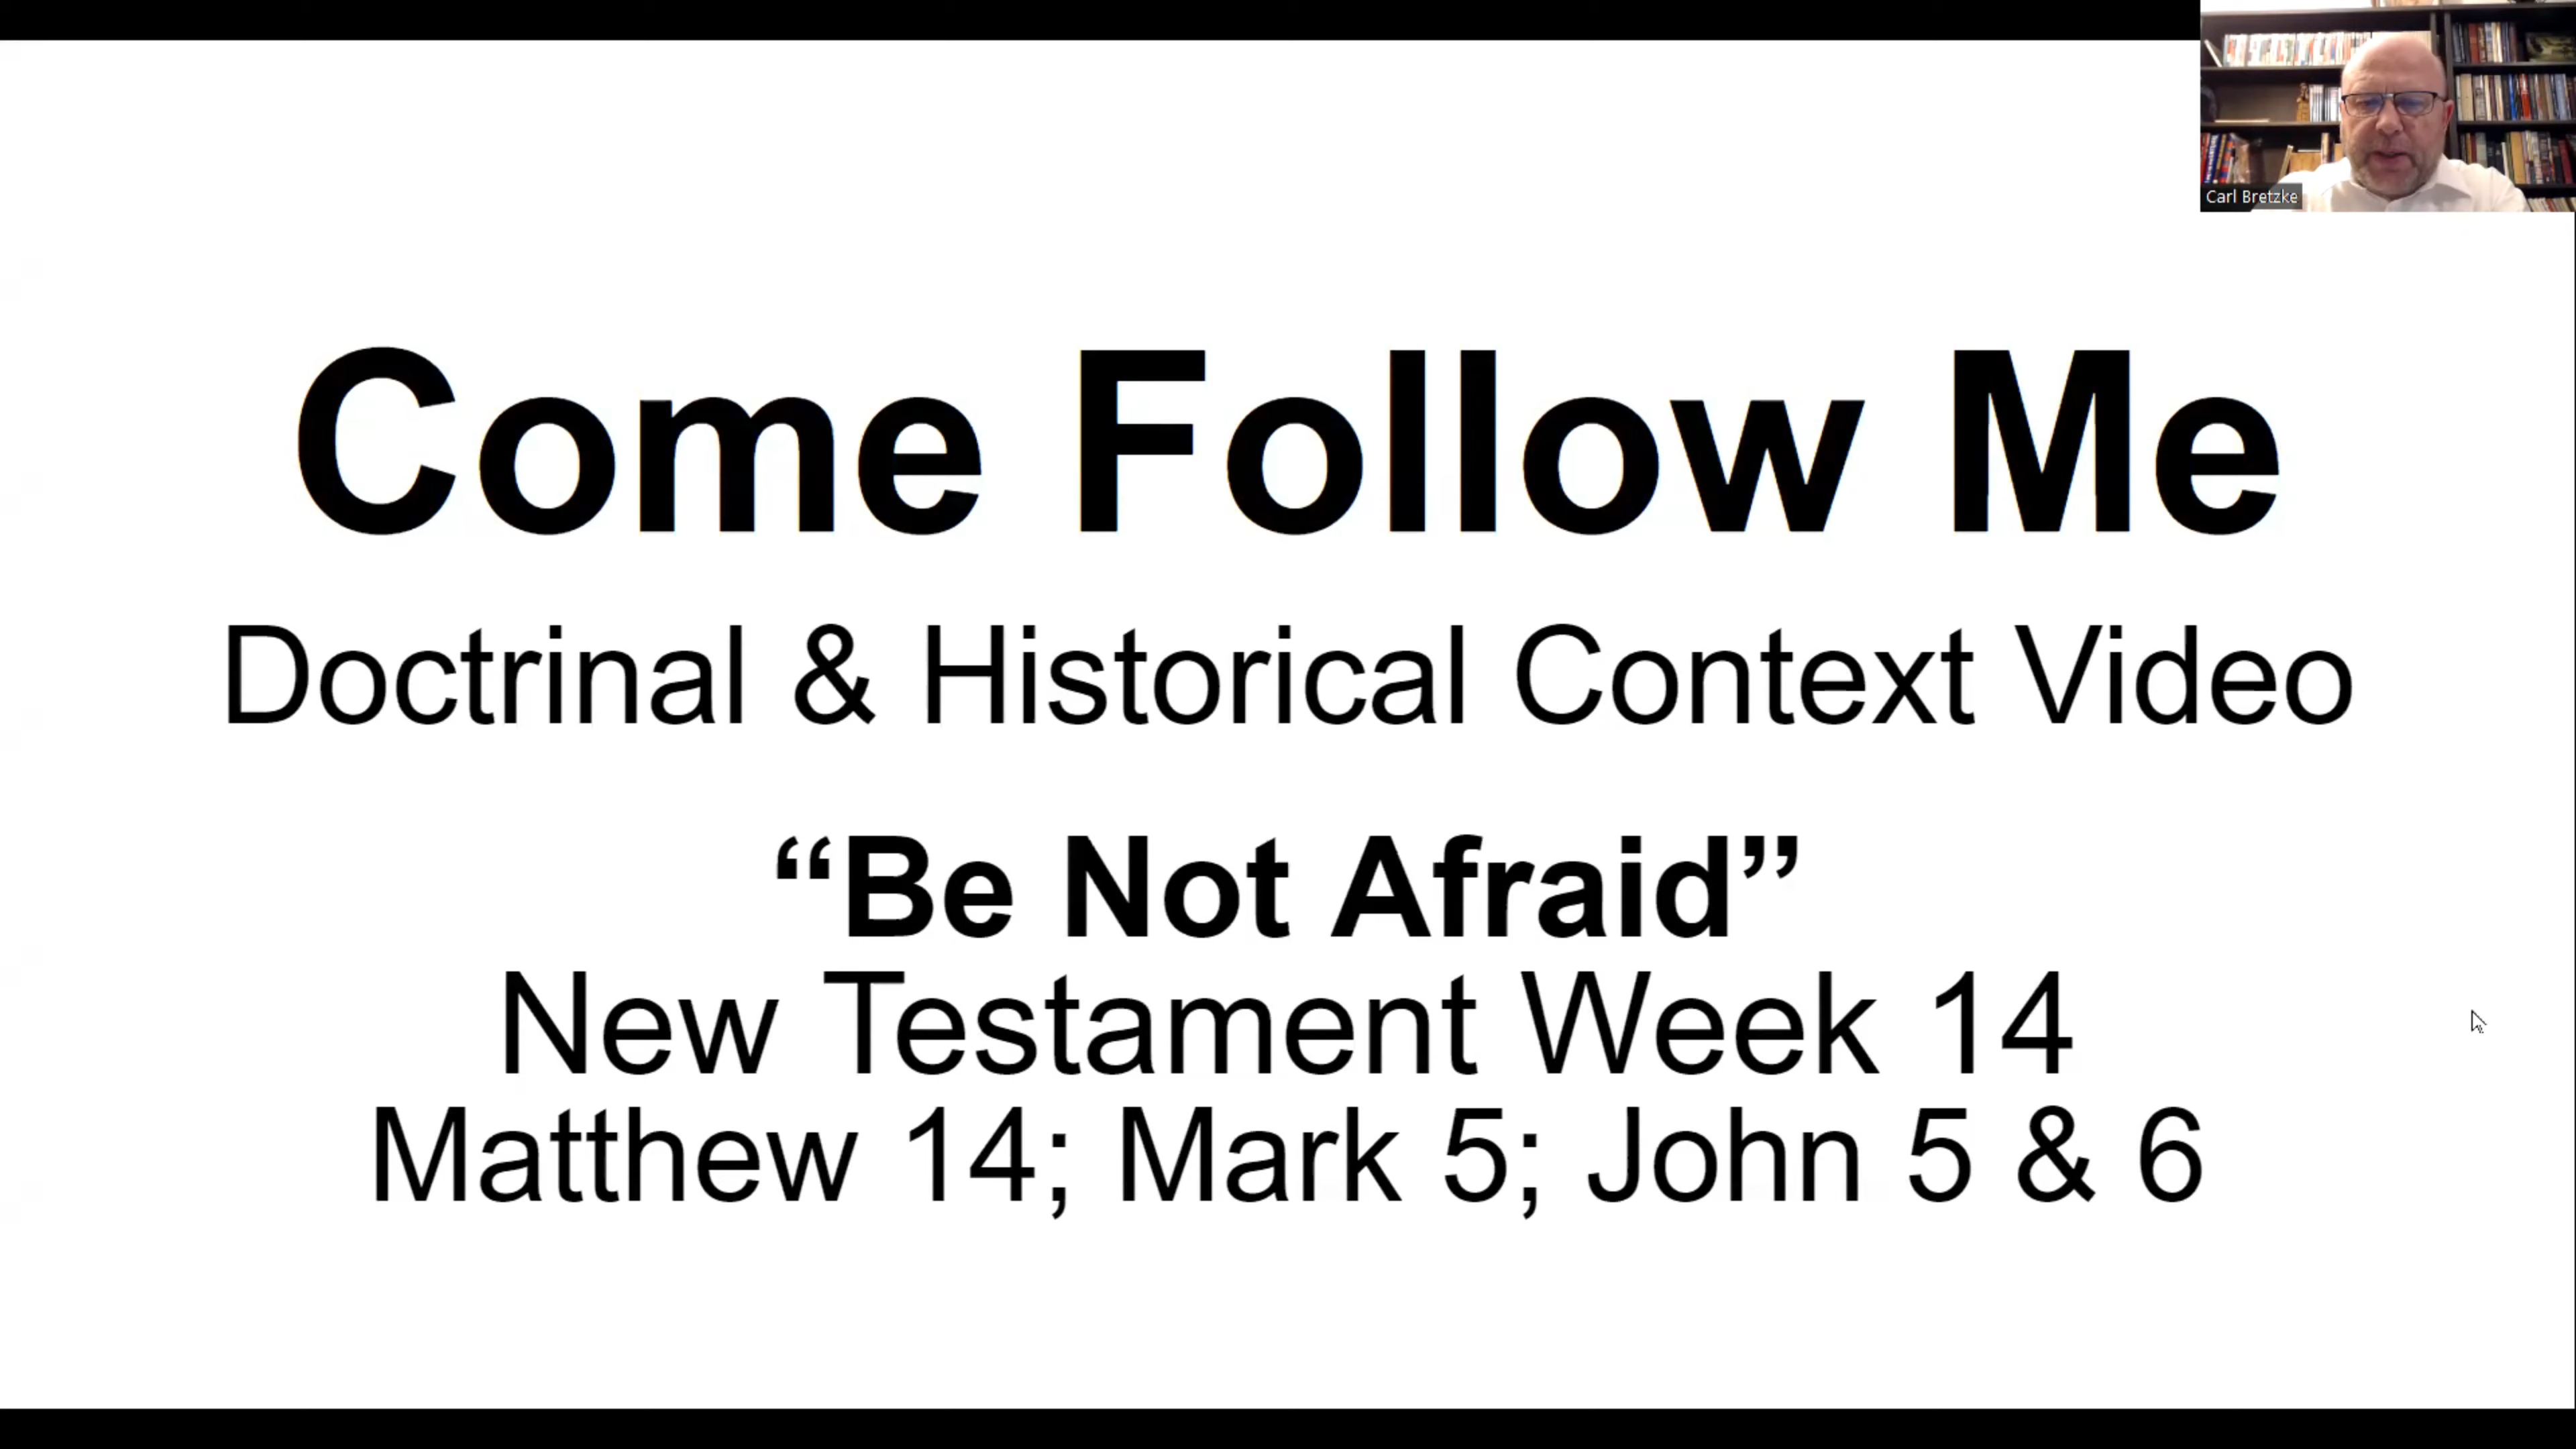 Carl Bretzke
Come Follow Me
Doctrinal & Historical Context Video
“Be Not Afraid”
New Testament Week 14
Matthew 14; Mark 5; John 5 & 6